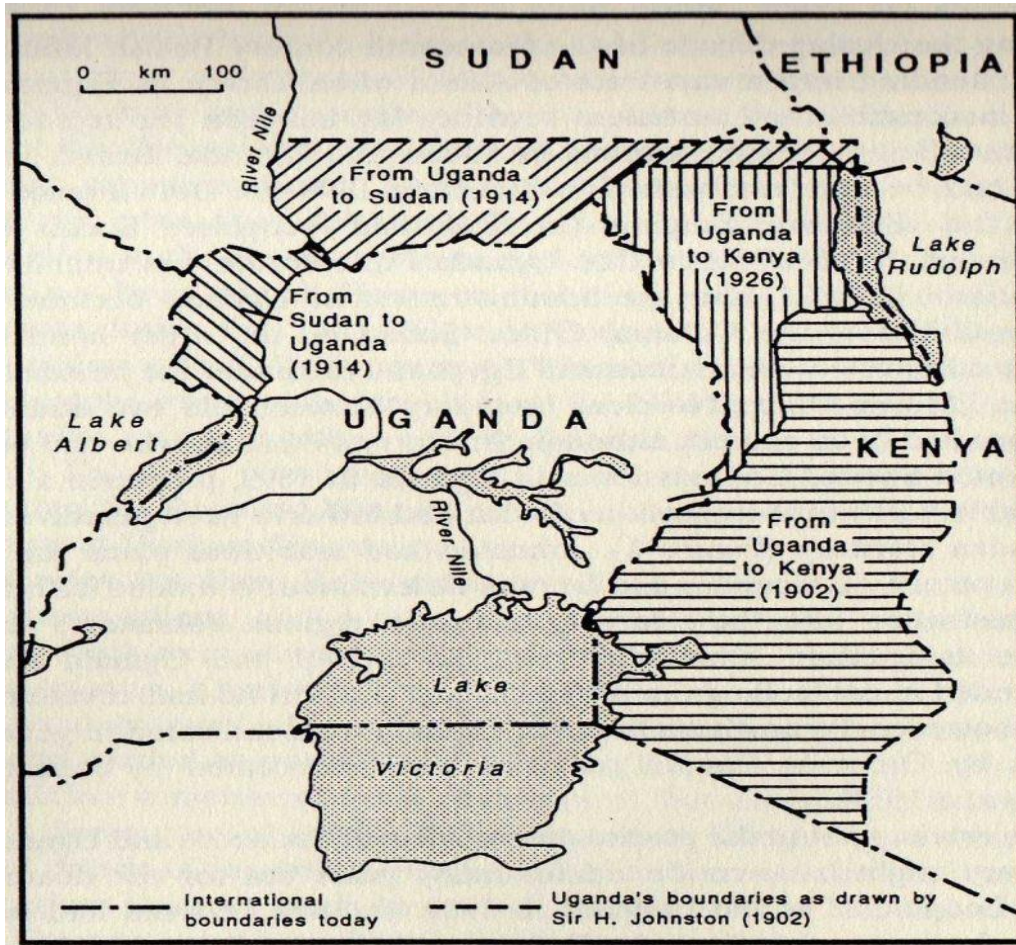 SUDAN
ETHIOPIA
0 km 100
River Nile
From Uganda
to Sudan (1914)
From
Uganda
to Kenya
(1926)
Lake
Rudolph
From
Sudan to
Uganda
(1914)
Lake
Albert
UGANDA
KENYA
River Nile
From
Uganda
to Kenya
(1902)
Lake
Victoria
International
boundaries today
Uganda's boundaries as drawn by
Sir H. Johnston (1902)